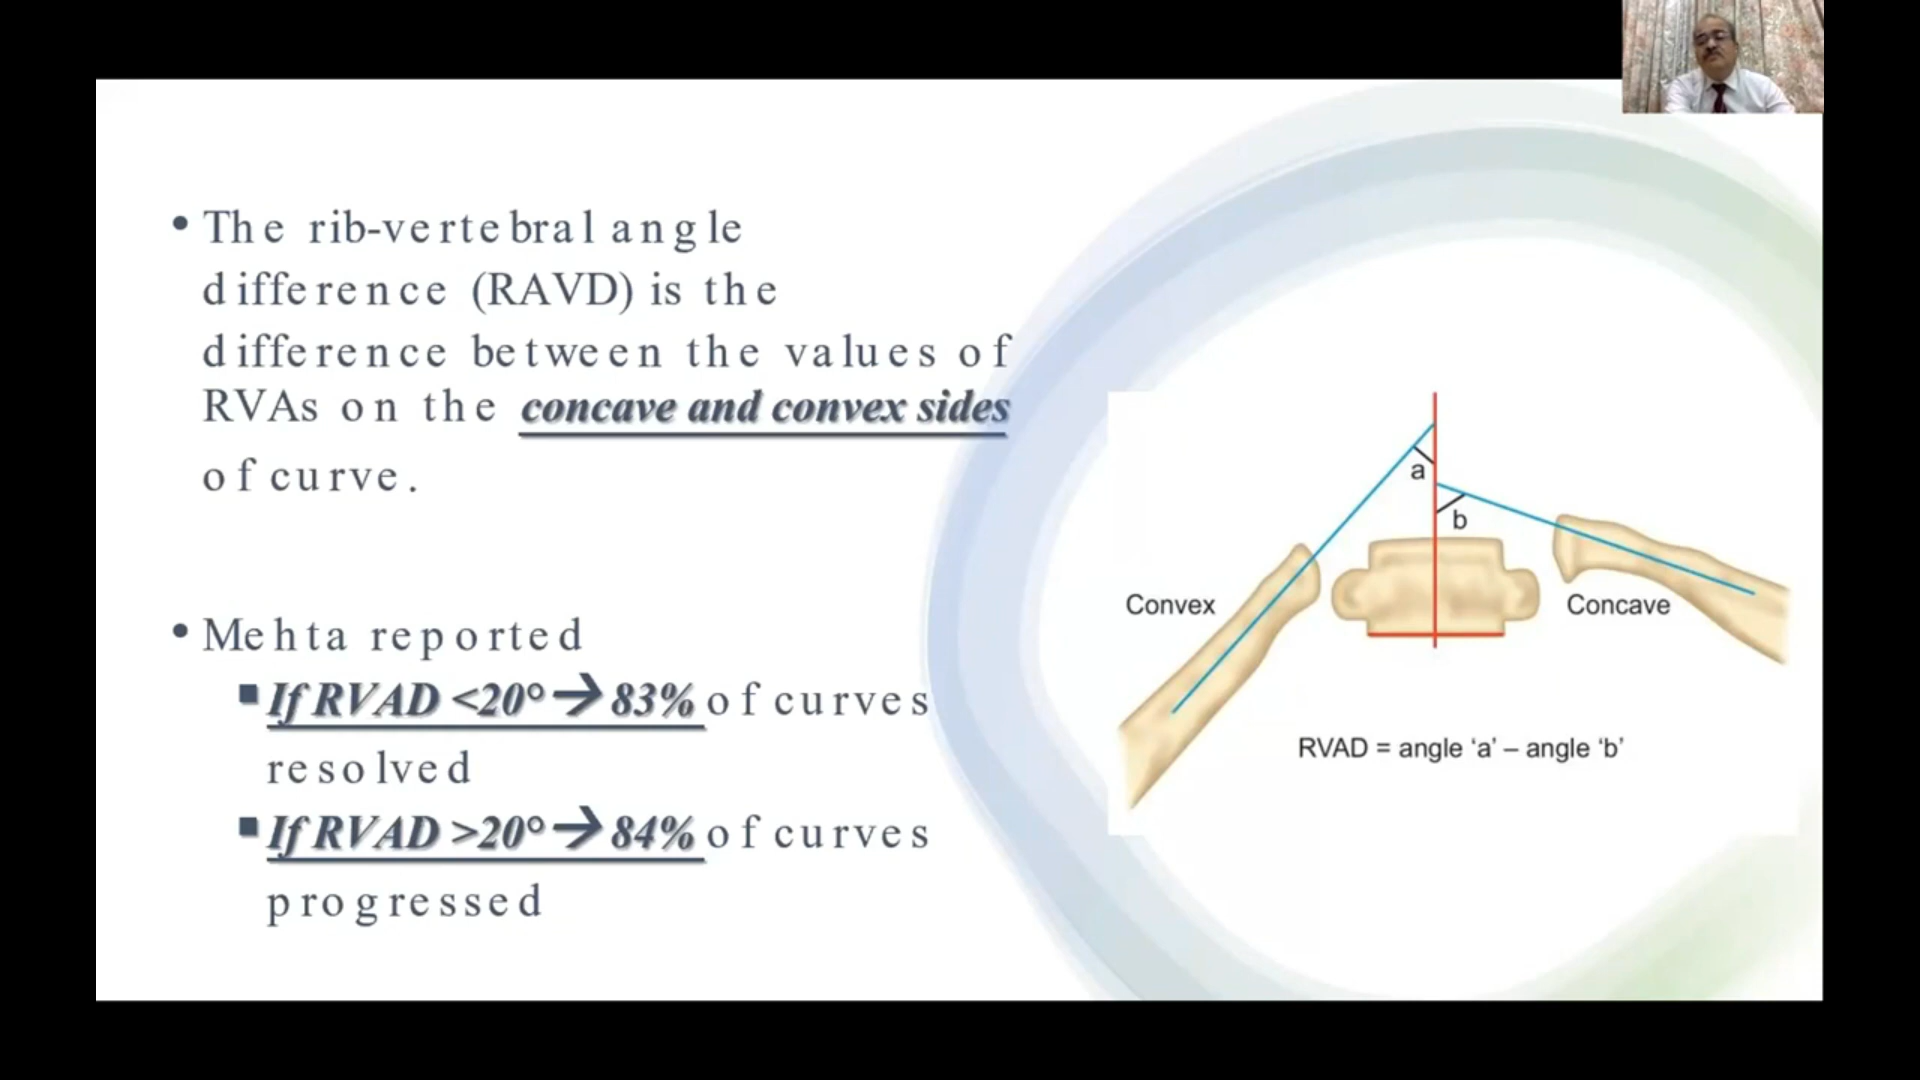 • The rib-vertebral angle
difference (RAVD) is the
difference between the values of
RVAs on the concave and convex sides
of curve.
• Mehta reported
▪ If RVAD <20°→83% of curves
resolved
▪ If RVAD >20°→84% of curves
progressed
a
b
Convex
Concave
RVAD = angle ‘a’ – angle ‘b’